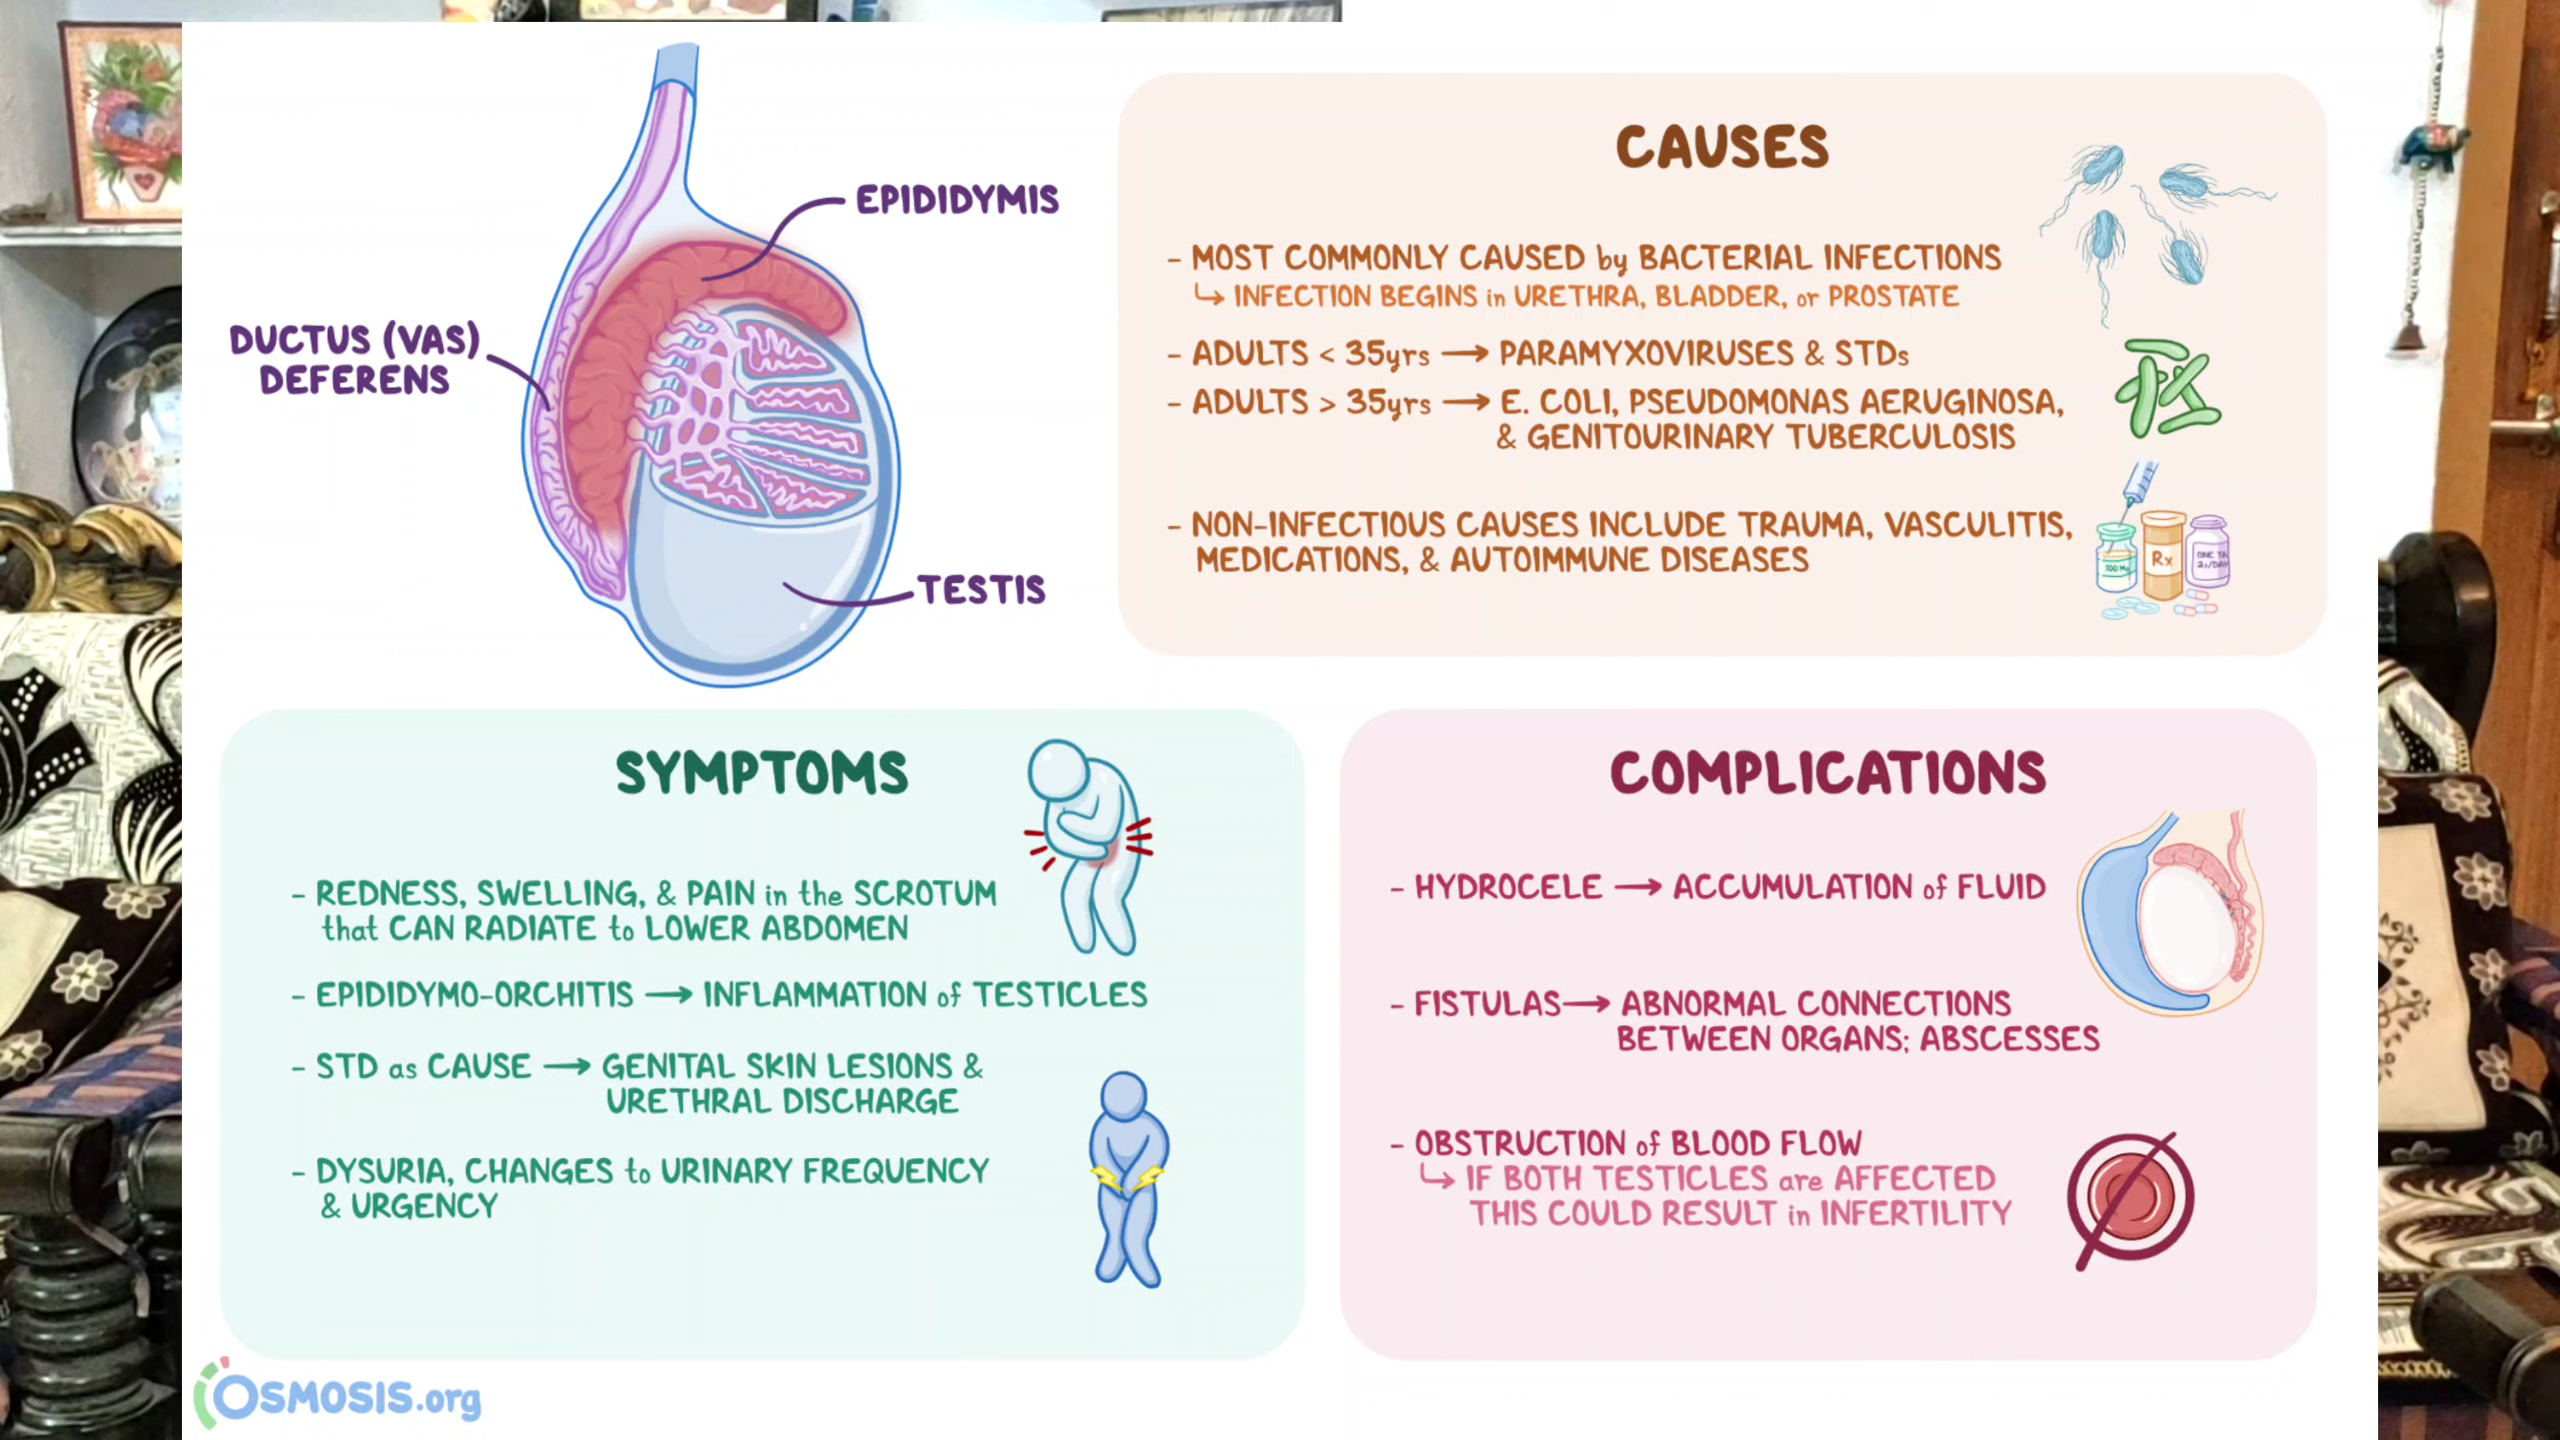 EPIDIDYMIS
DUCTUS (VAS)
DEFERENS
TESTIS
CAUSES
- MOST COMMONLY CAUSED by BACTERIAL INFECTIONS
↳ INFECTION BEGINS in URETHRA, BLADDER, or PROSTATE
- ADULTS < 35yrs → PARAMYXOVIRUSES & STDs
- ADULTS > 35yrs → E. COLI, PSEUDOMONAS AERUGINOSA,
& GENITOURINARY TUBERCULOSIS
- NON-INFECTIOUS CAUSES INCLUDE TRAUMA, VASCULITIS,
MEDICATIONS, & AUTOIMMUNE DISEASES
Rx
SYMPTOMS
- REDNESS, SWELLING, & PAIN in the SCROTUM
that CAN RADIATE to LOWER ABDOMEN
- EPIDIDYMO-ORCHITIS → INFLAMMATION of TESTICLES
- STD as CAUSE → GENITAL SKIN LESIONS &
URETHRAL DISCHARGE
- DYSURIA, CHANGES to URINARY FREQUENCY
& URGENCY
COMPLICATIONS
- HYDROCELE → ACCUMULATION of FLUID
- FISTULAS → ABNORMAL CONNECTIONS
BETWEEN ORGANS; ABSCESSES
- OBSTRUCTION of BLOOD FLOW
↳ IF BOTH TESTICLES are AFFECTED
THIS COULD RESULT in INFERTILITY
OSMOSIS.org